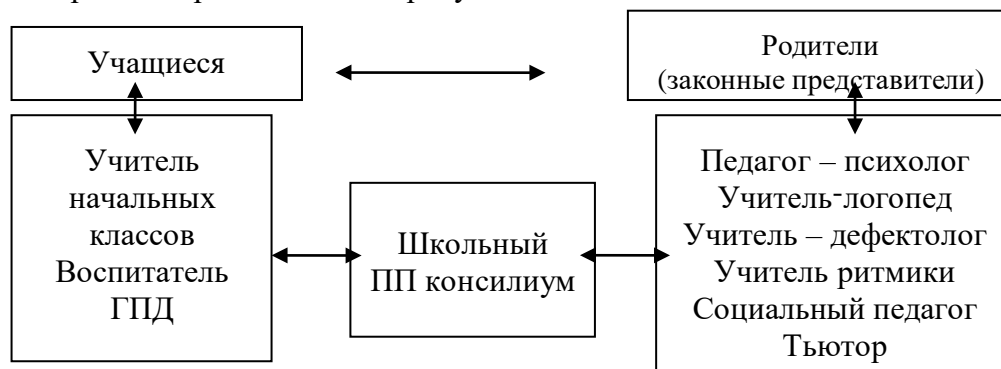 Учащиеся
Родители
(законные представители)
Учитель
начальных
классов
Воспитатель
ГПД
Школьный
ПП консилиум
Педагог – психолог
Учитель-логопед
Учитель – дефектолог
Учитель ритмики
Социальный педагог
Тьютор